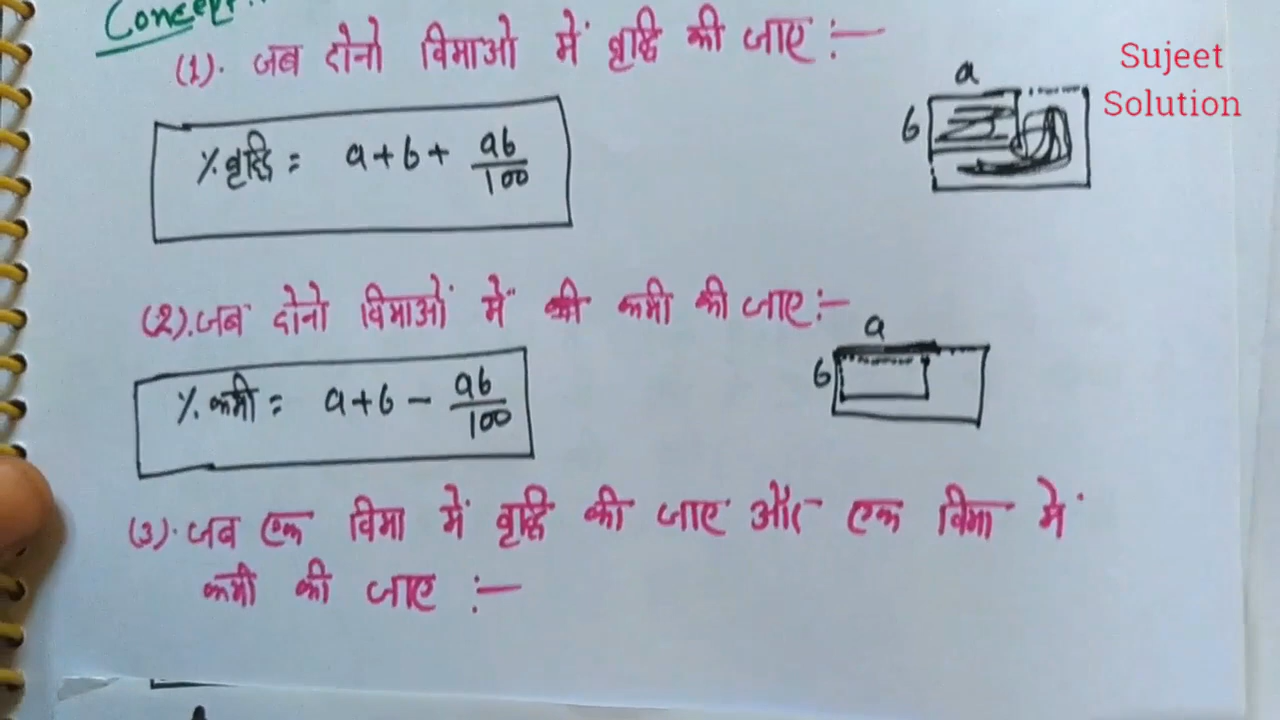 Concept:
(1). जब दोनो विमाओ में वृद्धि की जाए :—
Sujeet
Solution
a
b
% वृद्धि = a + b + ab/100
(2). जब दोनो विमाओं में की कमी की जाए :—
a
b
% कमी = a + b - ab/100
(3). जब एक विमा में वृद्धि की जाए और एक विमा में
कमी की जाए :—